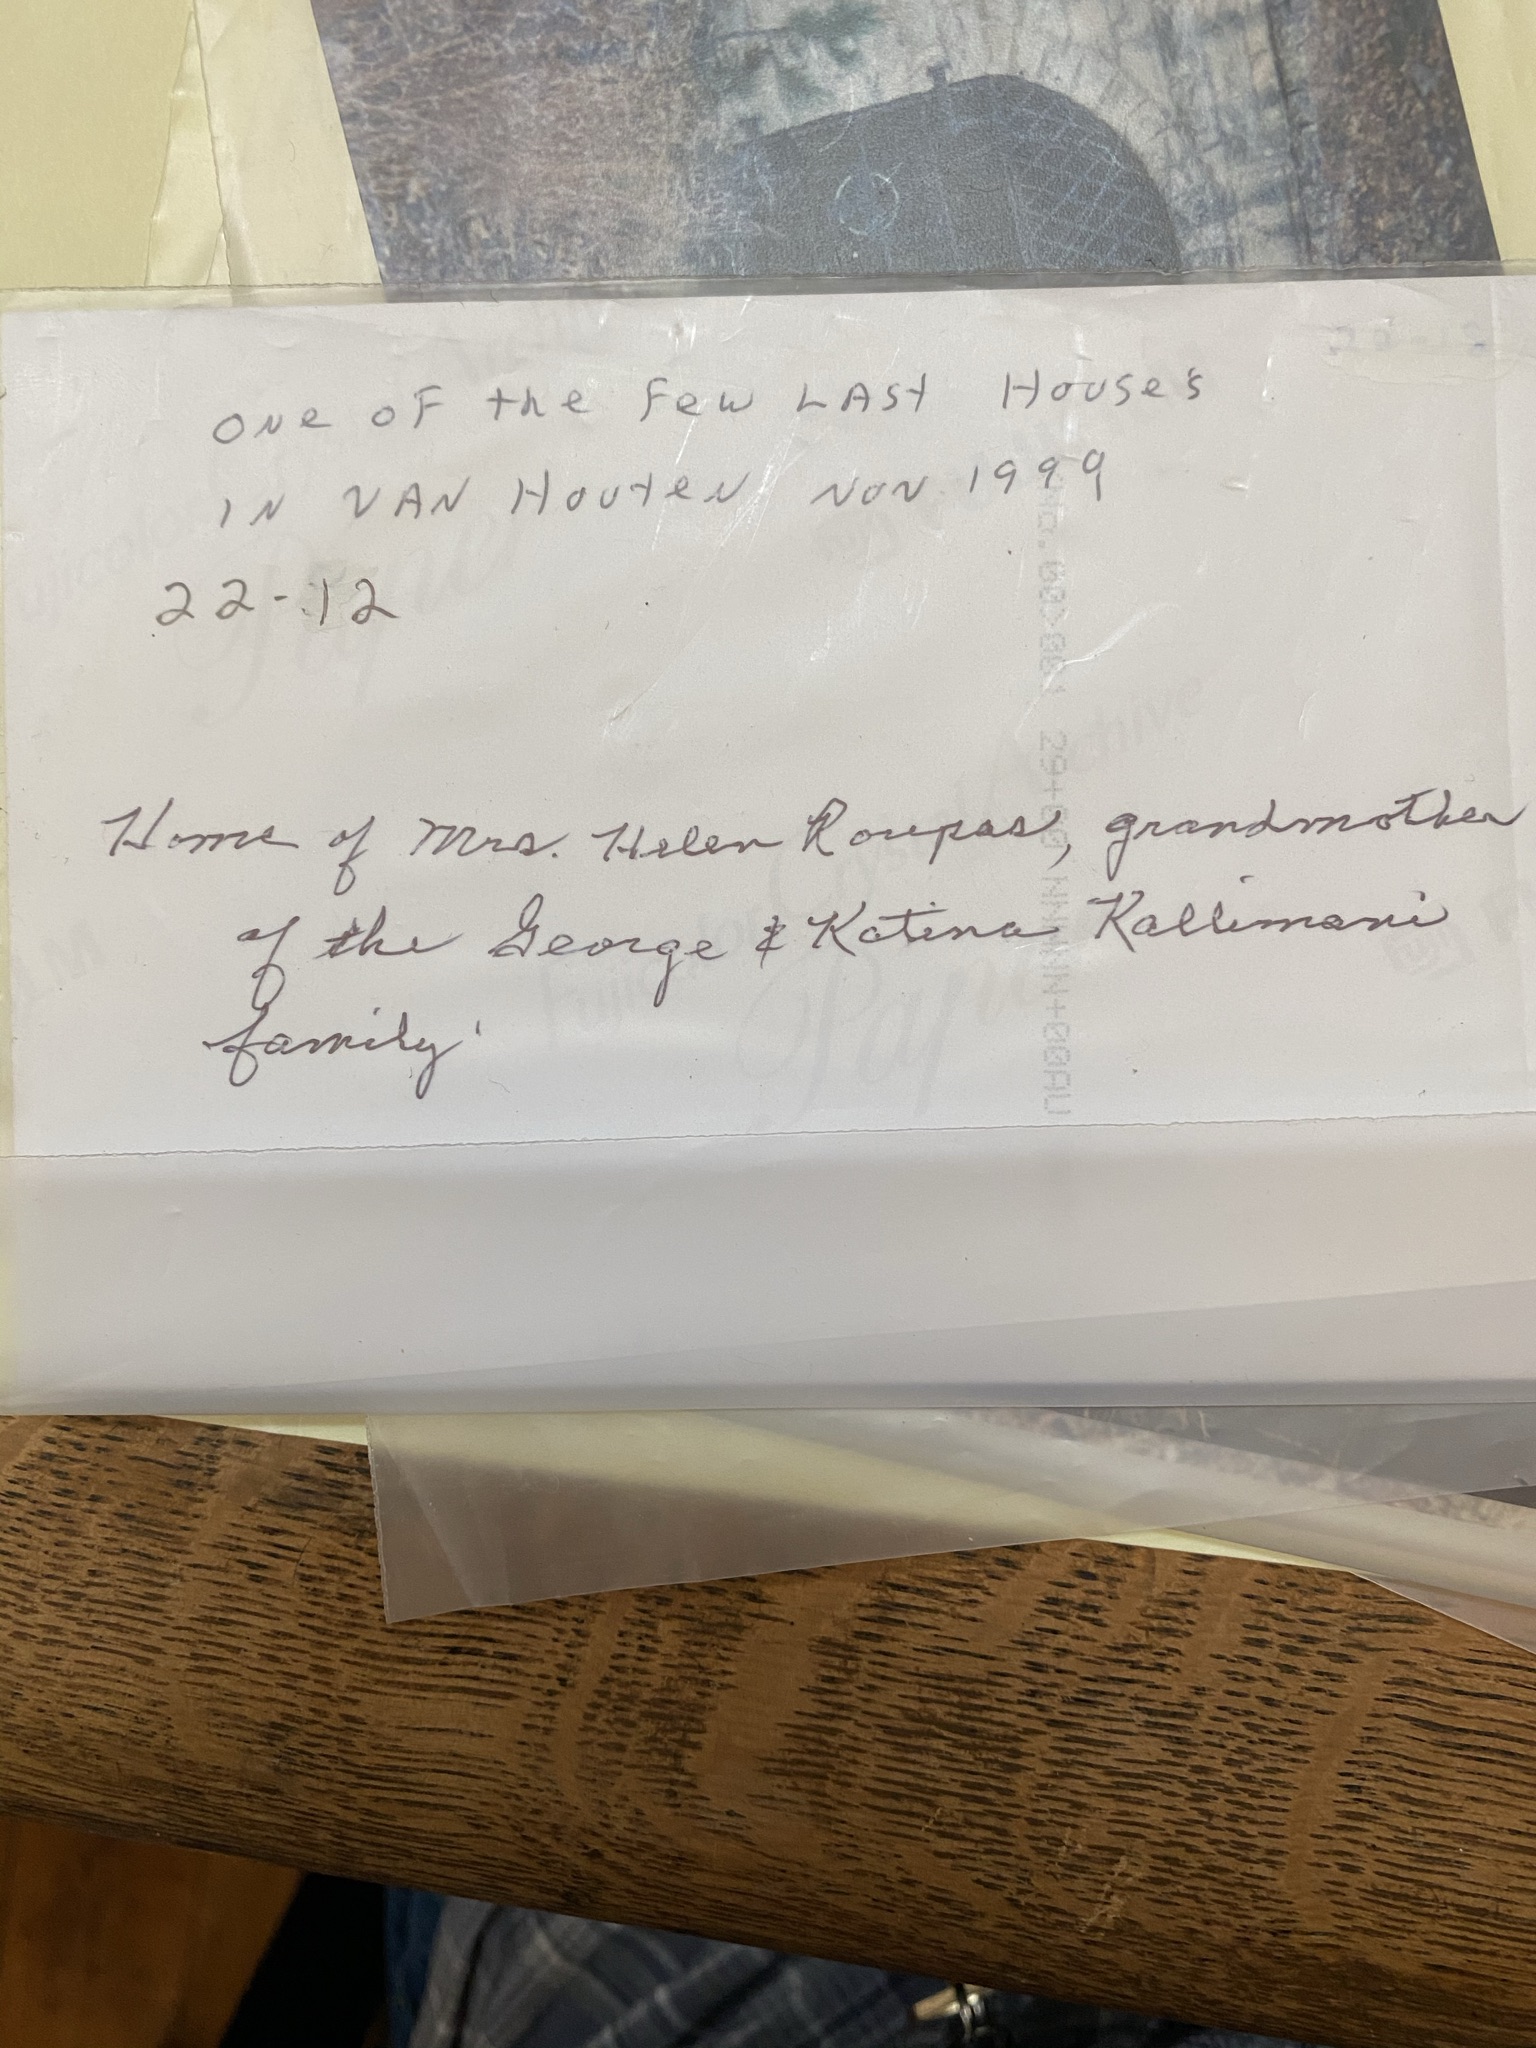 ONe OF the Few LAST House's
IN VAN Houten NOV 1999
22-12
Home of Mrs. Helen Roupas, grandmother
of the George & Katina Kallimani
family.